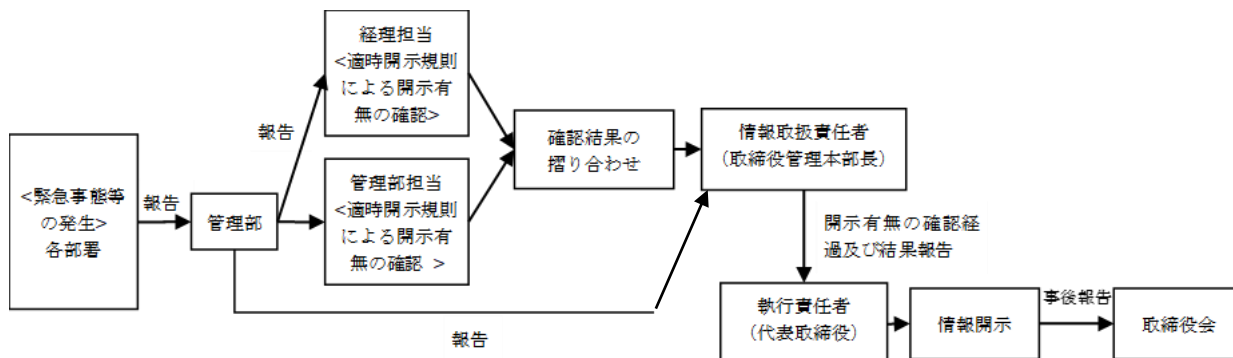 <緊急事態等
の発生>
各部署
報告
管理部
報告
経理担当
<適時開示規則
による開示有
無の確認>
管理部担当
<適時開示規則
による開示有
無の確認 >
確認結果の
摺り合わせ
情報取扱責任者
（取締役管理本部長）
報告
開示有無の確認経
過及び結果報告
執行責任者
（代表取締役）
情報開示
事後報告
取締役会